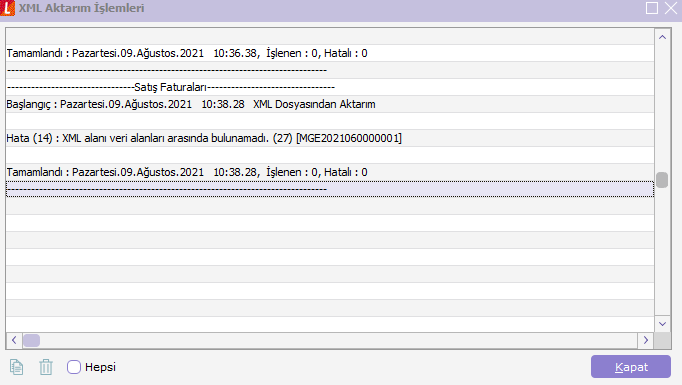 XML Aktarım İşlemleri
Tamamlandı : Pazartesi.09.Ağustos.2021 10:36.38, İşlenen : 0, Hatalı : 0
--------------------------------------------------------------------------------
--------------------------------Satış Faturaları--------------------------------
Başlangıç : Pazartesi.09.Ağustos.2021 10:38.28 XML Dosyasından Aktarım
Hata (14) : XML alanı veri alanları arasında bulunamadı. (27) [MGE2021060000001]
Tamamlandı : Pazartesi.09.Ağustos.2021 10:38.28, İşlenen : 0, Hatalı : 0
--------------------------------------------------------------------------------
Hepsi
Kapat